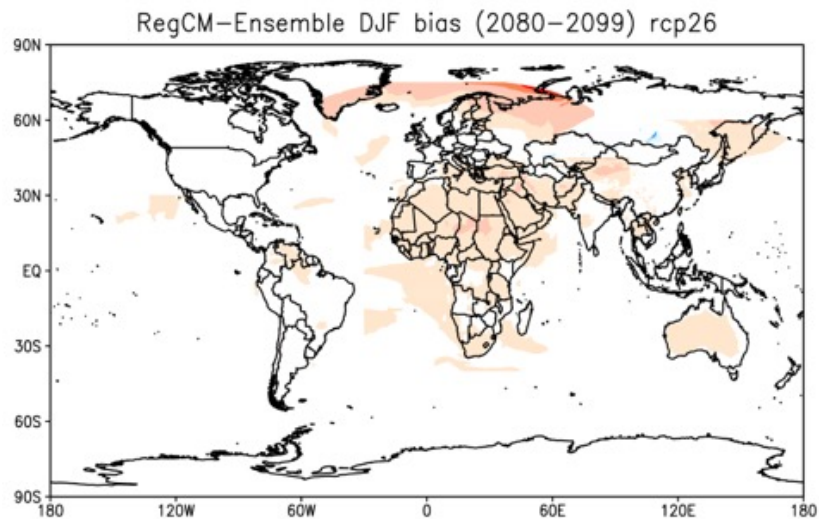 RegCM-Ensemble DJF bias (2080-2099) rcp26
90N
60N
30N
EQ
30S
60S
90S
180 120W 60W 0 60E 120E 180